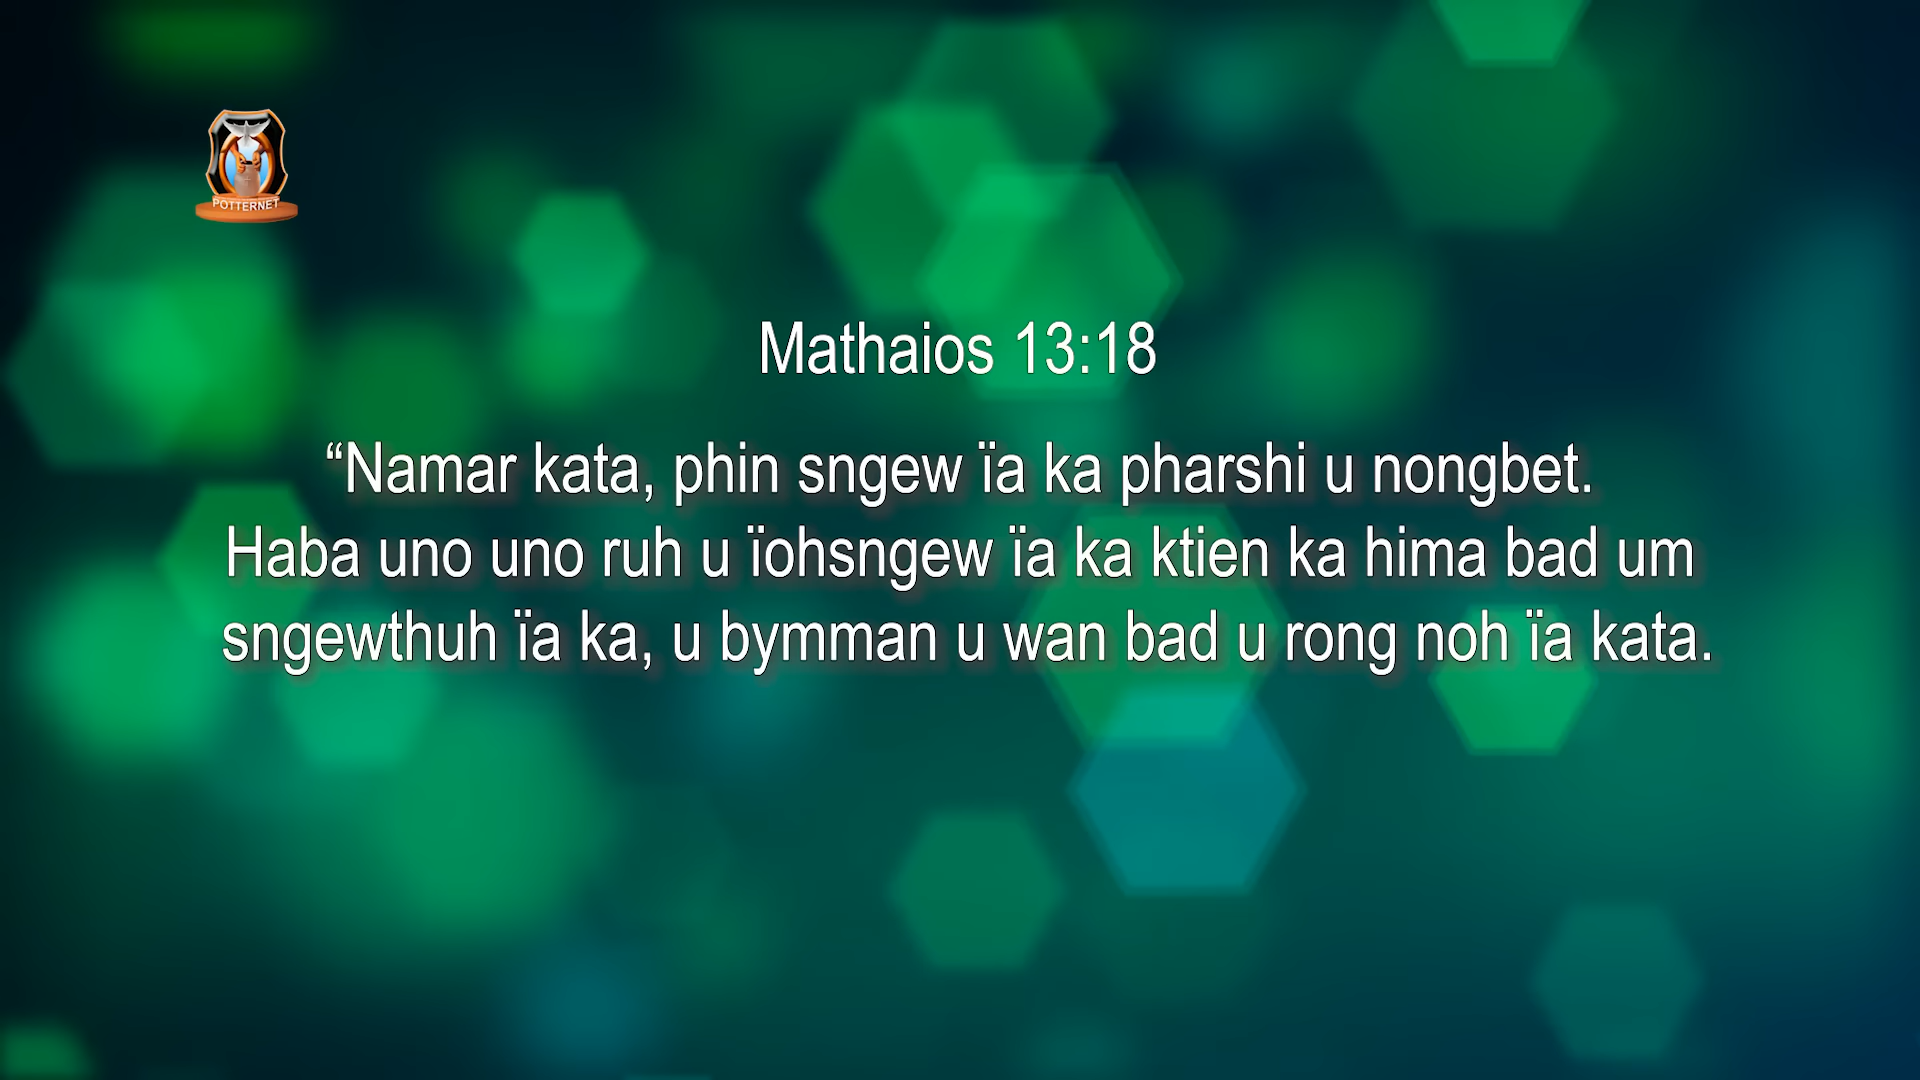 POTTERNET
Mathaios 13:18
“Namar kata, phin sngew ïa ka pharshi u nongbet.
Haba uno uno ruh u ïohsngew ïa ka ktien ka hima bad um
sngewthuh ïa ka, u bymman u wan bad u rong noh ïa kata.